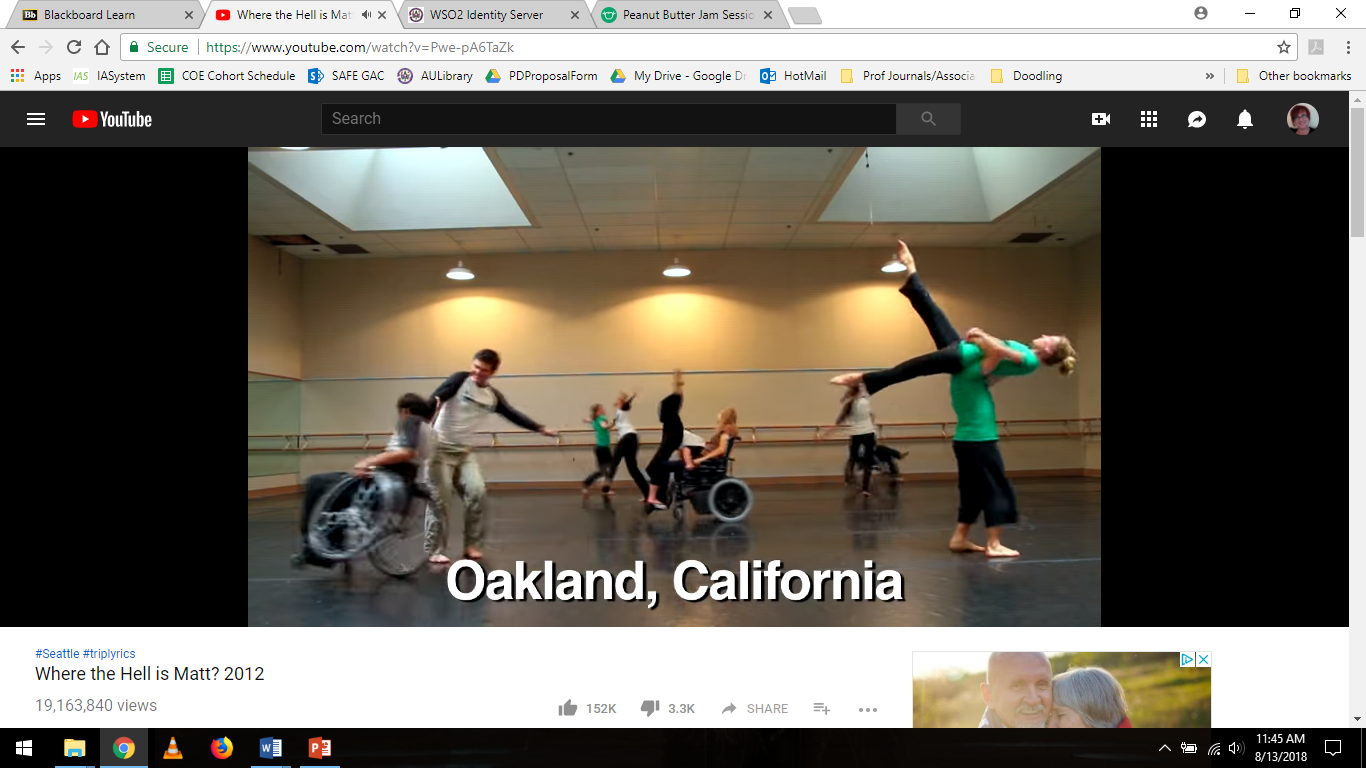 Blackboard Learn
Where the Hell is Mat
WSO2 Identity Server
Peanut Butter Jam Sessic
Secure
https://www.youtube.com/watch?v=Pwe-pA6TaZk
Apps
IAS
IASystem
COE Cohort Schedule
SAFE GAC
AULibrary
PDProposalForm
My Drive - Google Dr
HotMail
Prof Journals/Associa
Doodling
»
Other bookmarks
YouTube
Search
Oakland, California
#Seattle #triplyrics
Where the Hell is Matt? 2012
19,163,840 views
152K
3.3K
SHARE
11:45 AM
8/13/2018